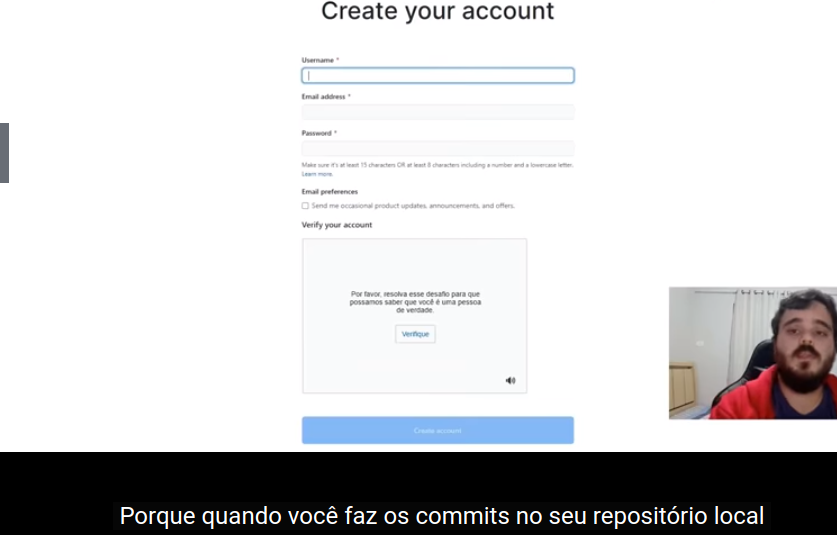 Create your account
Username *
Email address *
Password *
Make sure it's at least 15 characters OR at least 8 characters including a number and a lowercase letter.
Learn more.
Email preferences
Send me occasional product updates, announcements, and offers.
Verify your account
Por favor, resolva esse desafio para que
possamos saber que você é uma pessoa
de verdade.
Verifique
Create account
Porque quando você faz os commits no seu repositório local